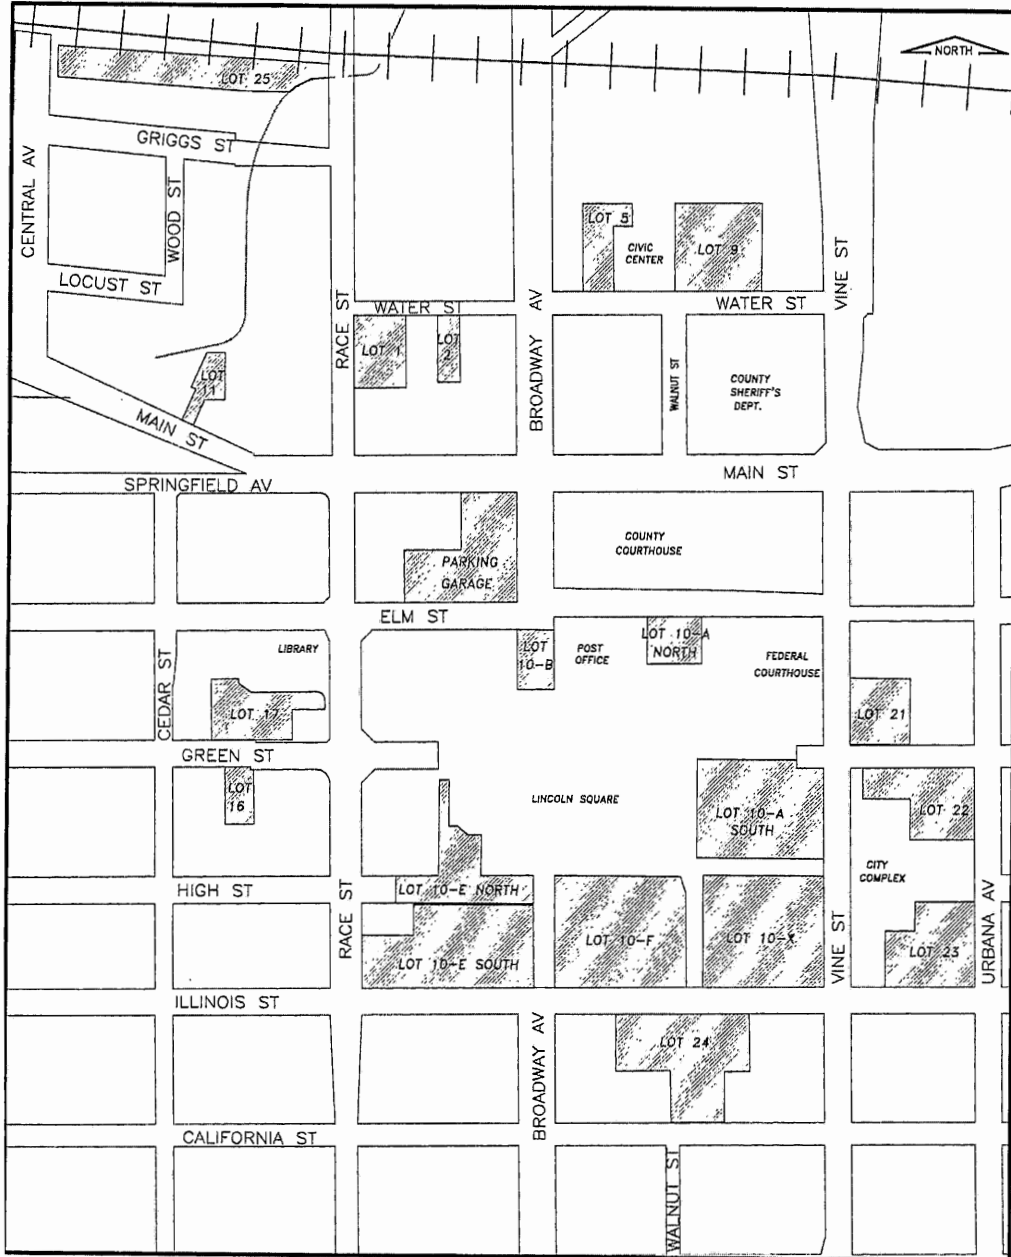 NORTH
LOT 25
GRIGGS ST
CENTRAL AV
WOOD ST
LOCUST ST
LOT 5
CIVIC
CENTER
LOT 9
VINE ST
RACE ST
WATER ST
BROADWAY AV
WATER ST
LOT 1
LOT
2
LOT
11
WALNUT ST
COUNTY
SHERIFF'S
DEPT.
MAIN ST
MAIN ST
SPRINGFIELD AV
COUNTY
COURTHOUSE
PARKING
GARAGE
ELM ST
LIBRARY
LOT
10-B
POST
OFFICE
LOT 10-A
NORTH
FEDERAL
COURTHOUSE
CEDAR ST
LOT 17
LOT 21
GREEN ST
LOT
16
LINCOLN SQUARE
LOT 10-A
SOUTH
LOT 22
CITY
COMPLEX
HIGH ST
RACE ST
LOT 10-E NORTH
LOT 10-E SOUTH
LOT 10-F
LOT 10-X
VINE ST
LOT 23
URBANA AV
ILLINOIS ST
BROADWAY AV
LOT 24
CALIFORNIA ST
WALNUT ST